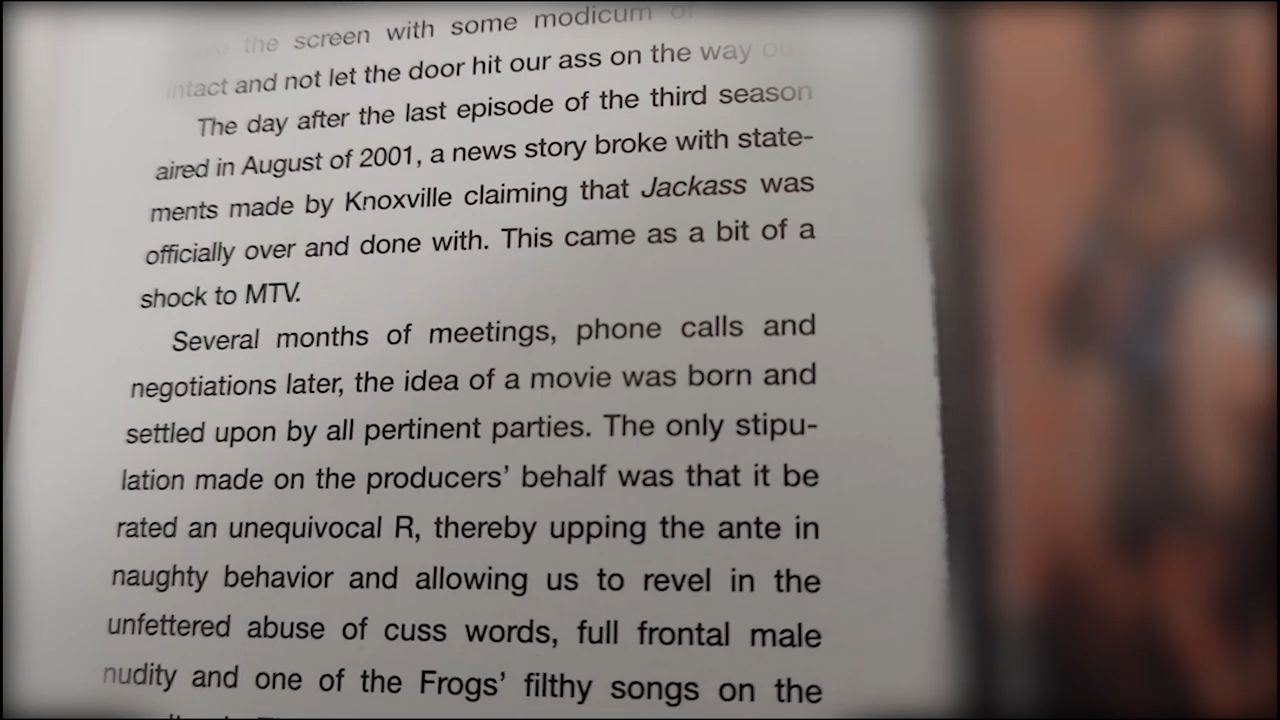 the screen with some modicum of
intact and not let the door hit our ass on the way ou
The day after the last episode of the third season
aired in August of 2001, a news story broke with state-
ments made by Knoxville claiming that Jackass was
officially over and done with. This came as a bit of a
shock to MTV.
Several months of meetings, phone calls and
negotiations later, the idea of a movie was born and
settled upon by all pertinent parties. The only stipu-
lation made on the producers' behalf was that it be
rated an unequivocal R, thereby upping the ante in
naughty behavior and allowing us to revel in the
unfettered abuse of cuss words, full frontal male
nudity and one of the Frogs' filthy songs on the